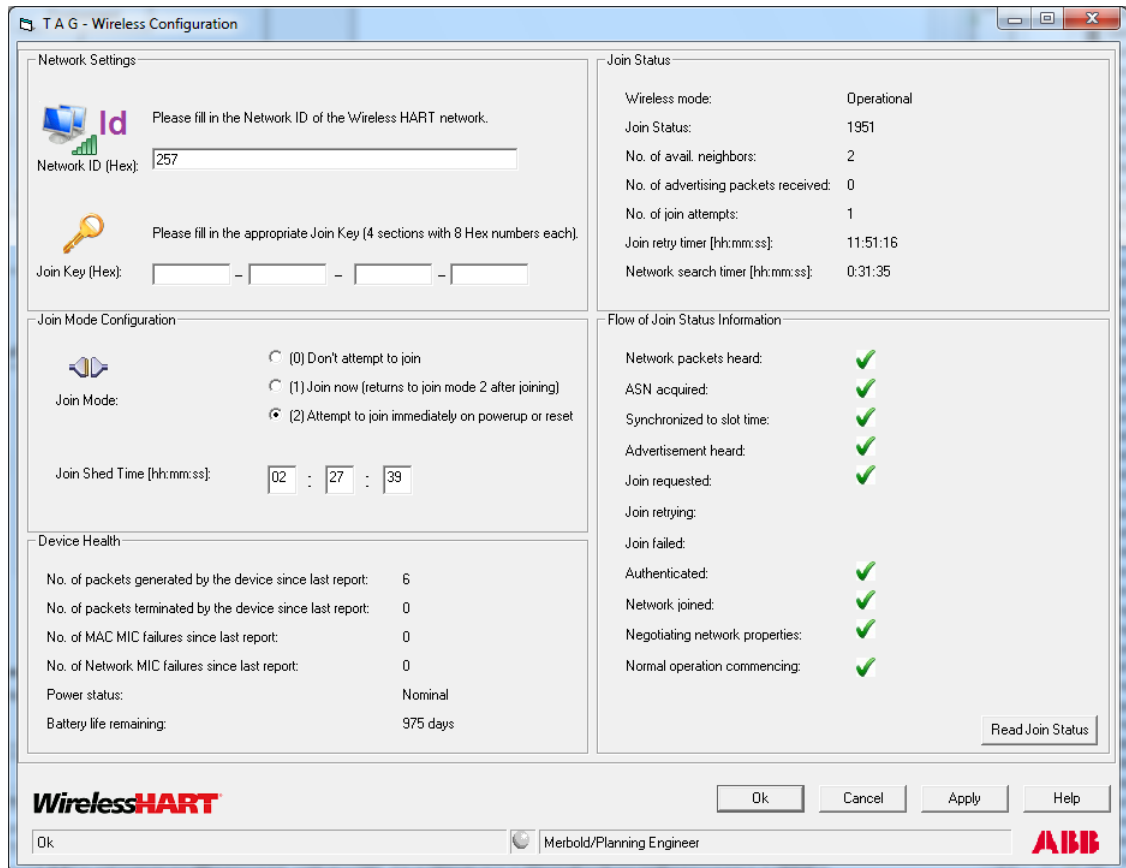 T A G - Wireless Configuration
Network Settings
Id
Please fill in the Network ID of the Wireless HART network.
Network ID (Hex):
257
Please fill in the appropriate Join Key (4 sections with 8 Hex numbers each).
Join Key (Hex):
–
–
–
Join Mode Configuration
Join Mode:
(0) Don't attempt to join
(1) Join now (returns to join mode 2 after joining)
(2) Attempt to join immediately on powerup or reset
Join Shed Time [hh:mm:ss]:
02 : 27 : 39
Device Health
No. of packets generated by the device since last report: 6
No. of packets terminated by the device since last report: 0
No. of MAC MIC failures since last report: 0
No. of Network MIC failures since last report: 0
Power status: Nominal
Battery life remaining: 975 days
Join Status
Wireless mode: Operational
Join Status: 1951
No. of avail. neighbors: 2
No. of advertising packets received: 0
No. of join attempts: 1
Join retry timer [hh:mm:ss]: 11:51:16
Network search timer [hh:mm:ss]: 0:31:35
Flow of Join Status Information
Network packets heard:
ASN acquired:
Synchronized to slot time:
Advertisement heard:
Join requested:
Join retrying:
Join failed:
Authenticated:
Network joined:
Negotiating network properties:
Normal operation commencing:
Read Join Status
WirelessHART
Ok
Cancel
Apply
Help
Ok
Merbold/Planning Engineer
ABB